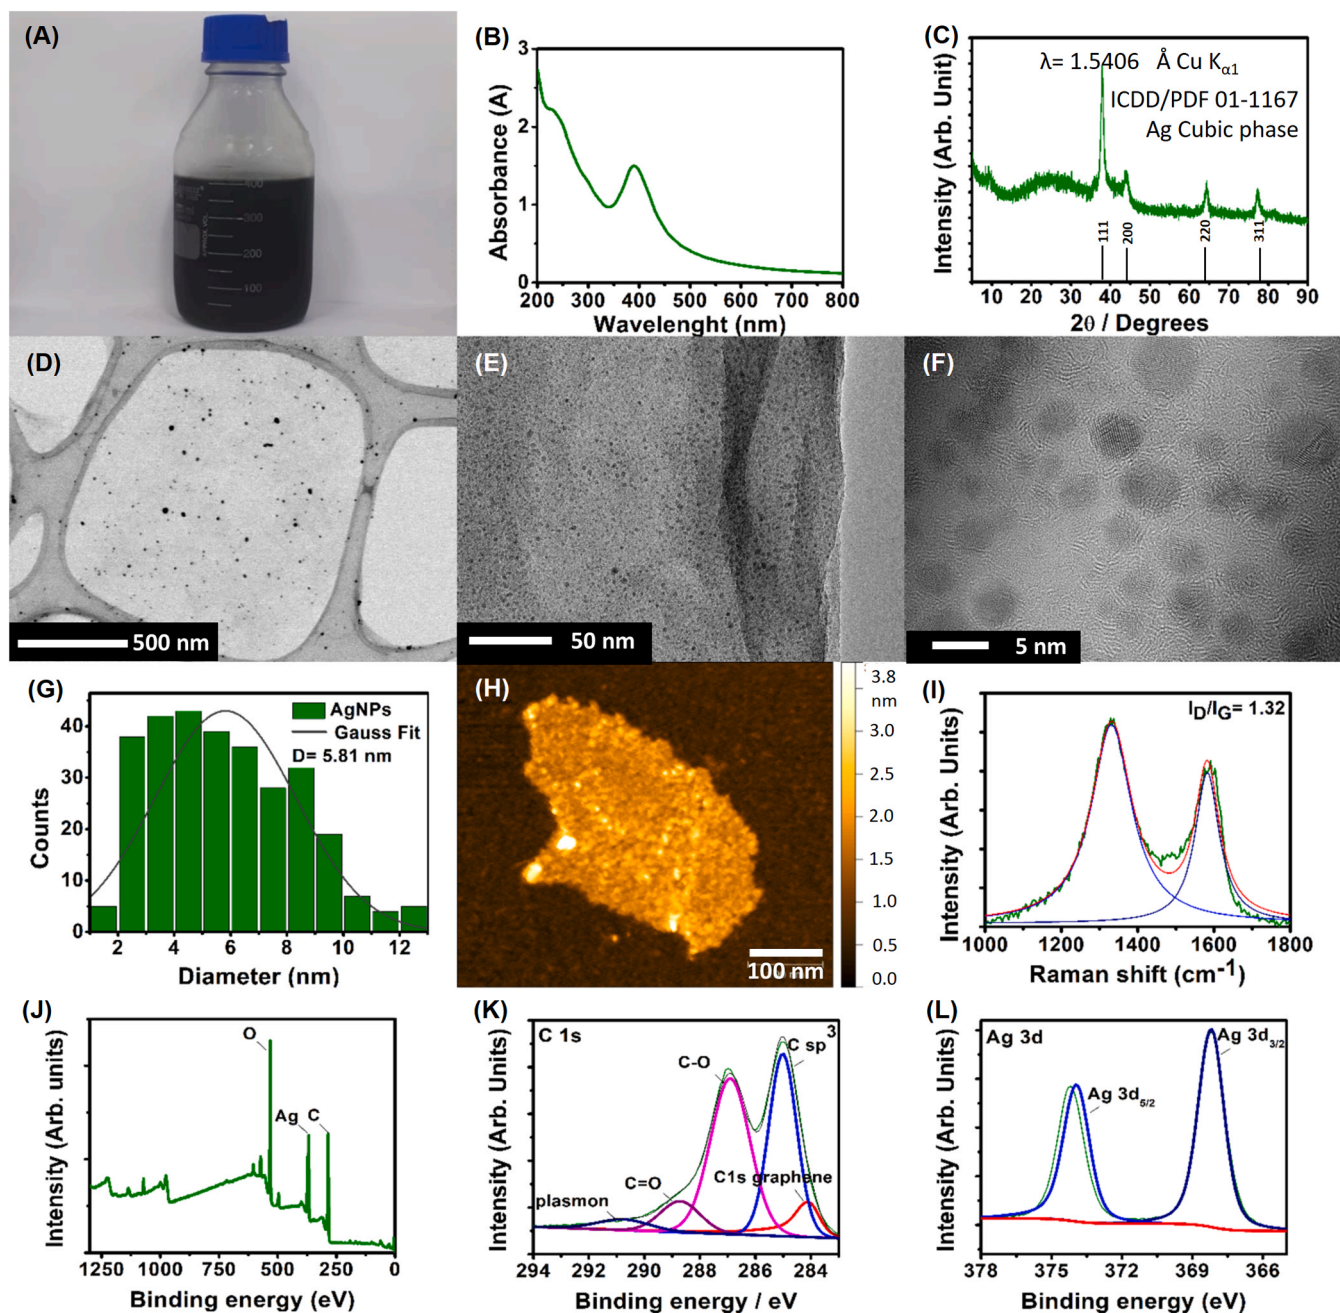 (A)
400
300
200
100
(B)
3
2
1
0
200 300 400 500 600 700 800
Absorbance (A)
Wavelenght (nm)
(C)
λ= 1.5406 Å Cu Kα1
ICDD/PDF 01-1167
Ag Cubic phase
111
200
220
311
10 20 30 40 50 60 70 80 90
Intensity (Arb. Unit)
2θ / Degrees
(D)
500 nm
(E)
50 nm
(F)
5 nm
(G)
AgNPs
Gauss Fit
D= 5.81 nm
40
30
20
10
0
2 4 6 8 10 12
Counts
Diameter (nm)
(H)
100 nm
3.8
nm
3.0
2.5
2.0
1.5
1.0
0.5
0.0
(I)
ID/IG= 1.32
1000 1200 1400 1600 1800
Intensity (Arb. Units)
Raman shift (cm-1)
(J)
O
Ag
C
1250 1000 750 500 250 0
Intensity (Arb. units)
Binding energy (eV)
(K)
C 1s
3
C sp
C-O
C1s graphene
C=O
plasmon
294 292 290 288 286 284
Intensity (Arb. Units)
Binding energy / eV
(L)
Ag 3d
Ag 3d3/2
Ag 3d5/2
378 375 372 369 366
Intensity (Arb. Units)
Binding energy (eV)